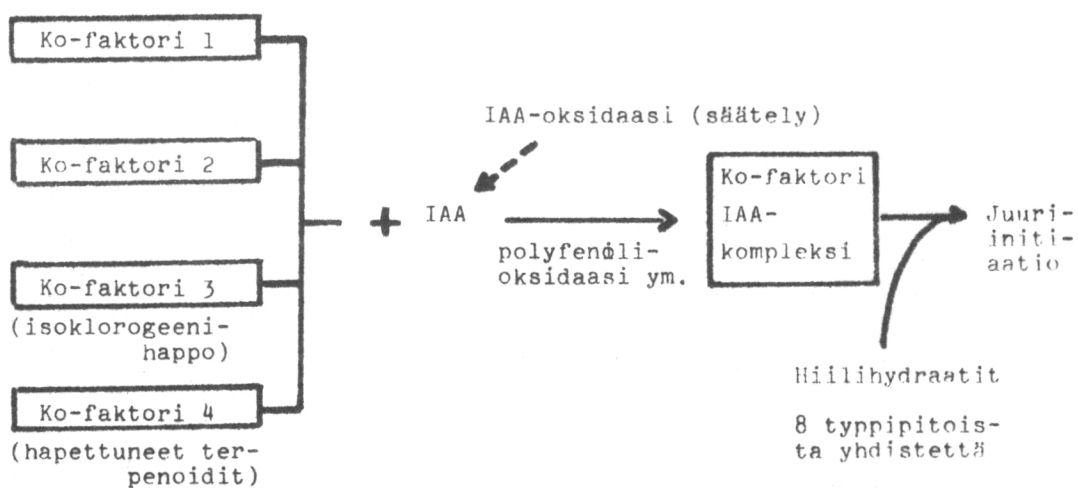 Ko-faktori 1
Ko-faktori 2
Ko-faktori 3
(isoklorogeeni-
happo)
Ko-faktori 4
(hapettuneet ter-
penoidit)
+
IAA-oksidaasi (säätely)
IAA
polyfenoli-
oksidaasi ym.
Ko-faktori
IAA-
kompleksi
Juuri-
initi-
aatio
Hiilihydraatit
8 typpipitois-
ta yhdistettä